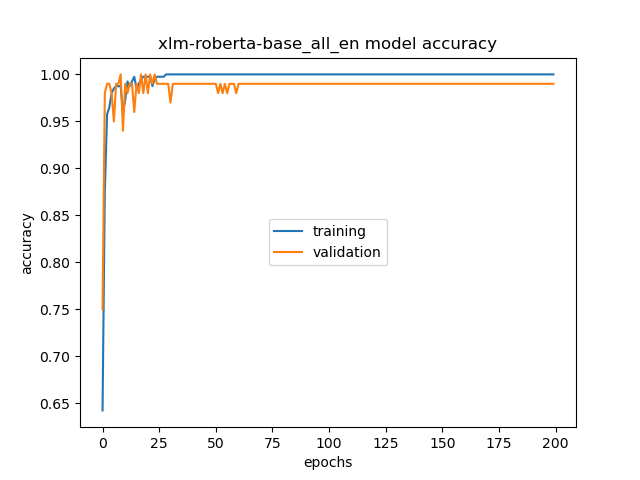 xlm-roberta-base_all_en model accuracy
1.00
0.95
0.90
0.85
0.80
0.75
0.70
0.65
accuracy
training
validation
0 25 50 75 100 125 150 175 200
epochs